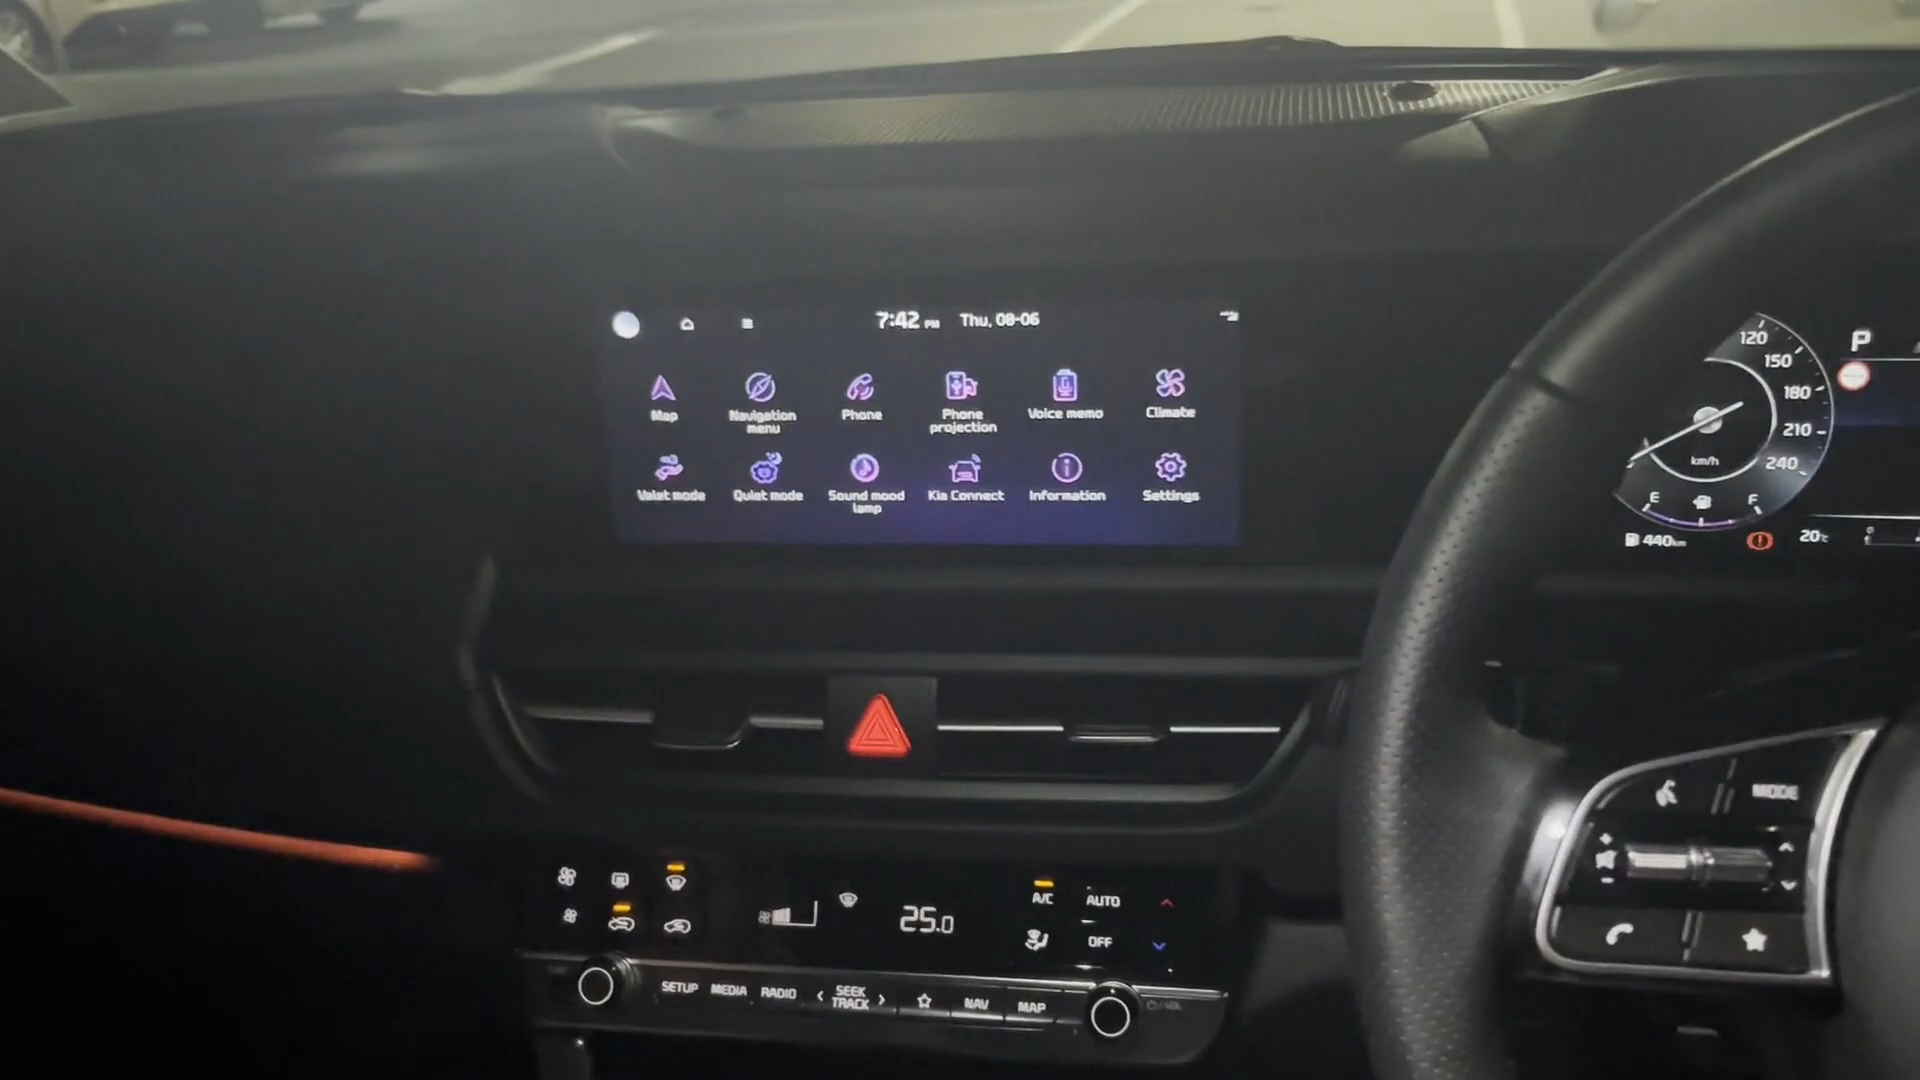 7:42 PM Thu, 08-06
Map
Navigation
menu
Phone
Phone
projection
Voice memo
Climate
Valet mode
Quiet mode
Sound mood
lamp
Kia Connect
Information
Settings
120
150
180
210
240
km/h
E F
440km
20°C
P
MODE
25.0
A/C
AUTO
OFF
SETUP
MEDIA
RADIO
SEEK
TRACK
NAV
MAP